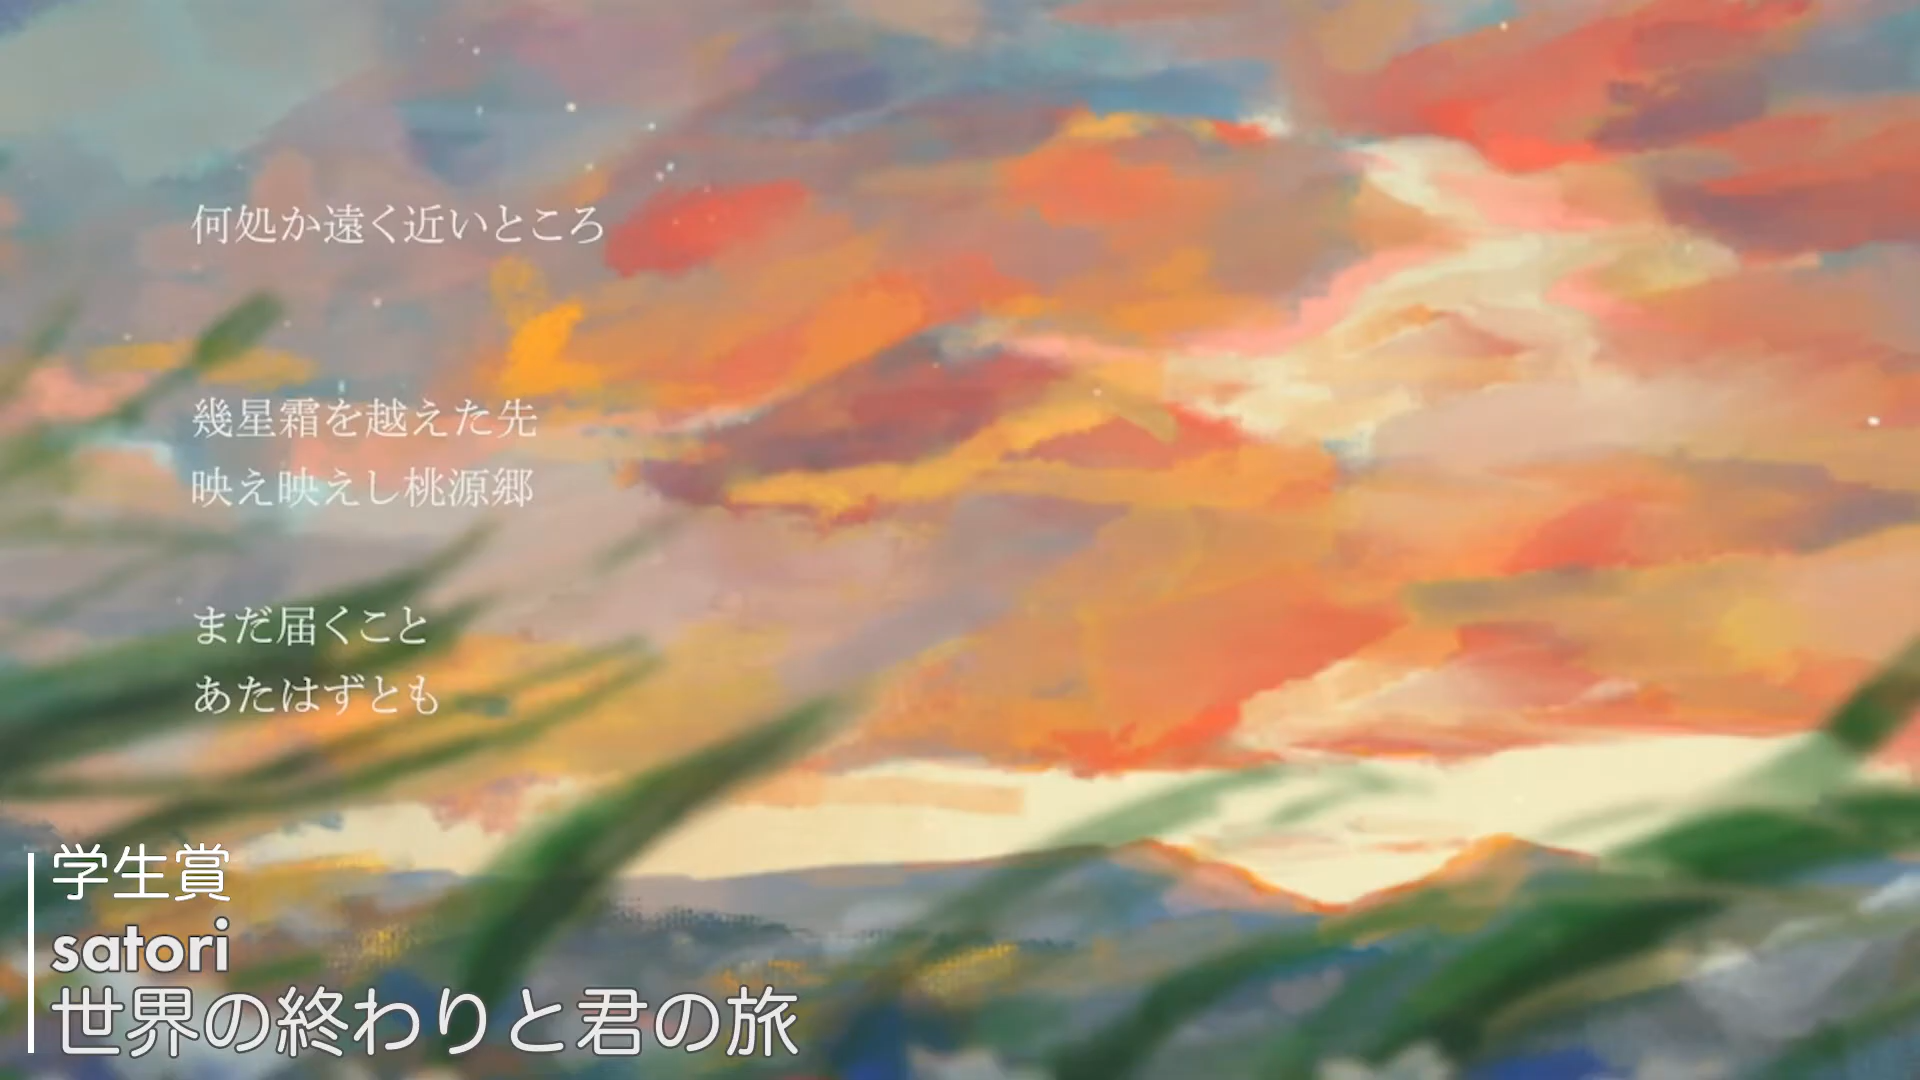 何処か遠く近いところ
幾星霜を越えた先
映え映えし桃源郷
まだ届くこと
あたはずとも
学生賞
satori
世界の終わりと君の旅